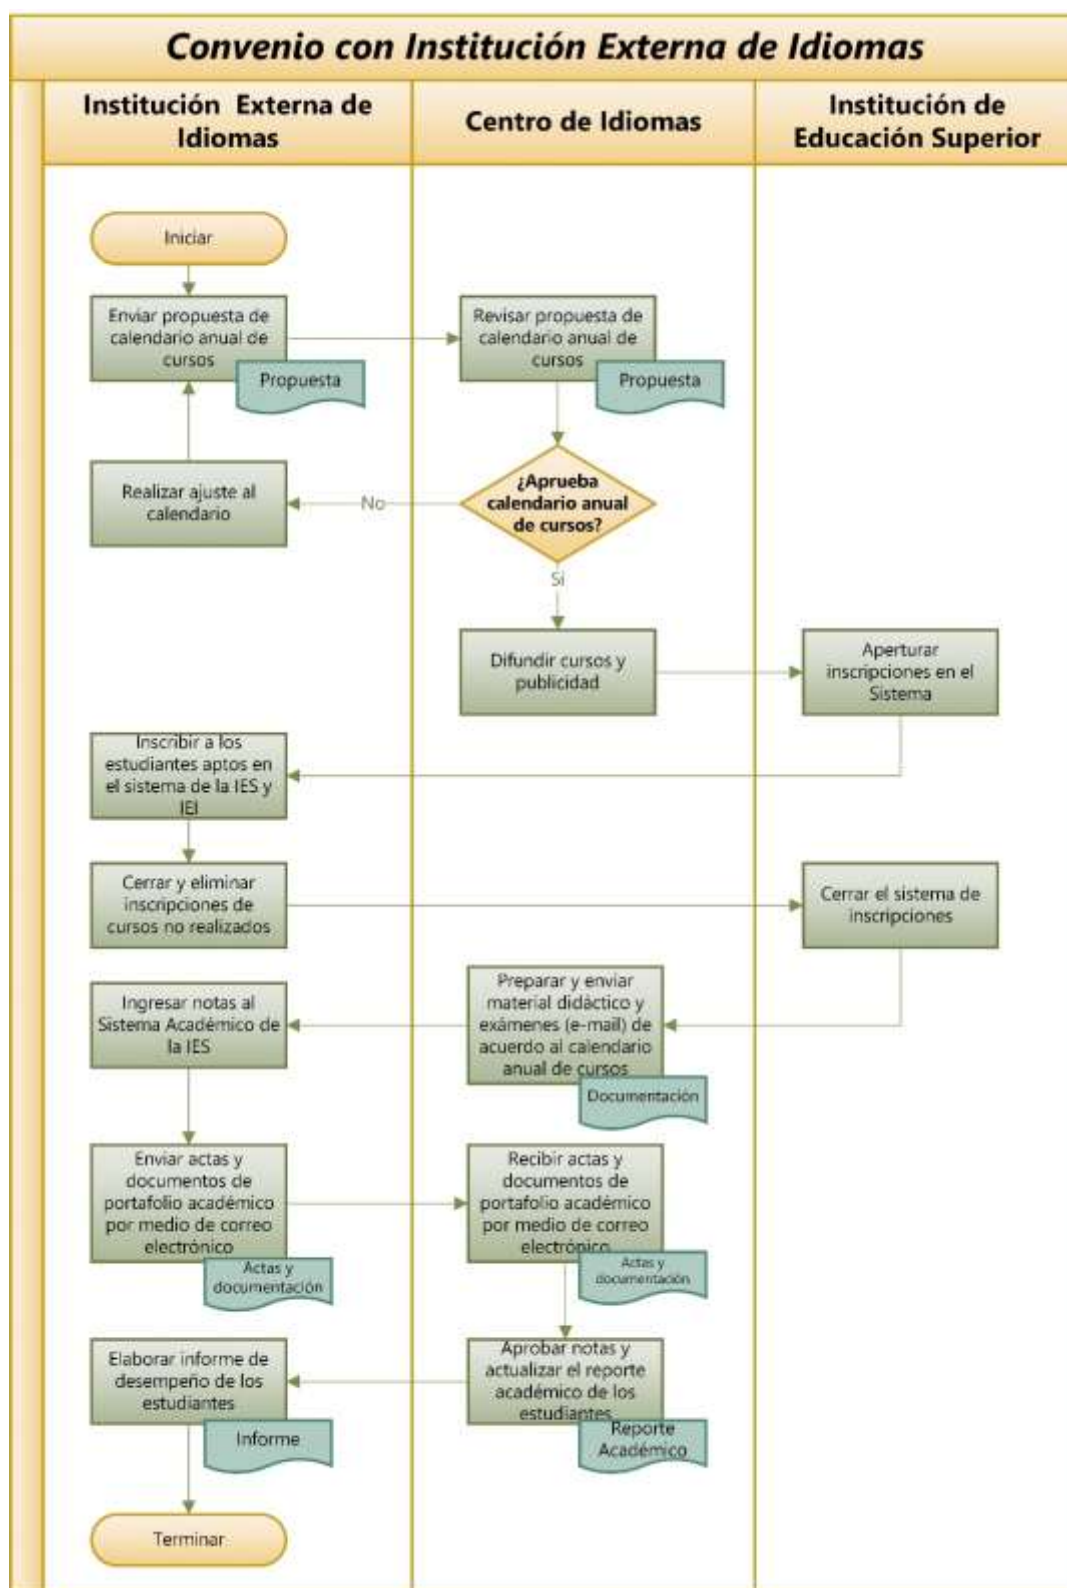 Convenio con Institución Externa de Idiomas
Institución Externa de
Idiomas
Centro de Idiomas
Institución de
Educación Superior
Iniciar
Enviar propuesta de
calendario anual de
cursos
Propuesta
Revisar propuesta de
calendario anual de
cursos
Propuesta
Realizar ajuste al
calendario
No
¿Aprueba
calendario anual
de cursos?
Si
Difundir cursos y
publicidad
Aperturar
inscripciones en el
Sistema
Inscribir a los
estudiantes aptos en
el sistema de la IES y
IEI
Cerrar y eliminar
inscripciones de
cursos no realizados
Cerrar el sistema de
inscripciones
Ingresar notas al
Sistema Académico de
la IES
Preparar y enviar
material didáctico y
exámenes (e-mail) de
acuerdo al calendario
anual de cursos
Documentación
Enviar actas y
documentos de
portafolio académico
por medio de correo
electrónico
Actas y
documentación
Recibir actas y
documentos de
portafolio académico
por medio de correo
electrónico
Actas y
documentación
Elaborar informe de
desempeño de los
estudiantes
Informe
Aprobar notas y
actualizar el reporte
académico de los
estudiantes
Reporte
Académico
Terminar